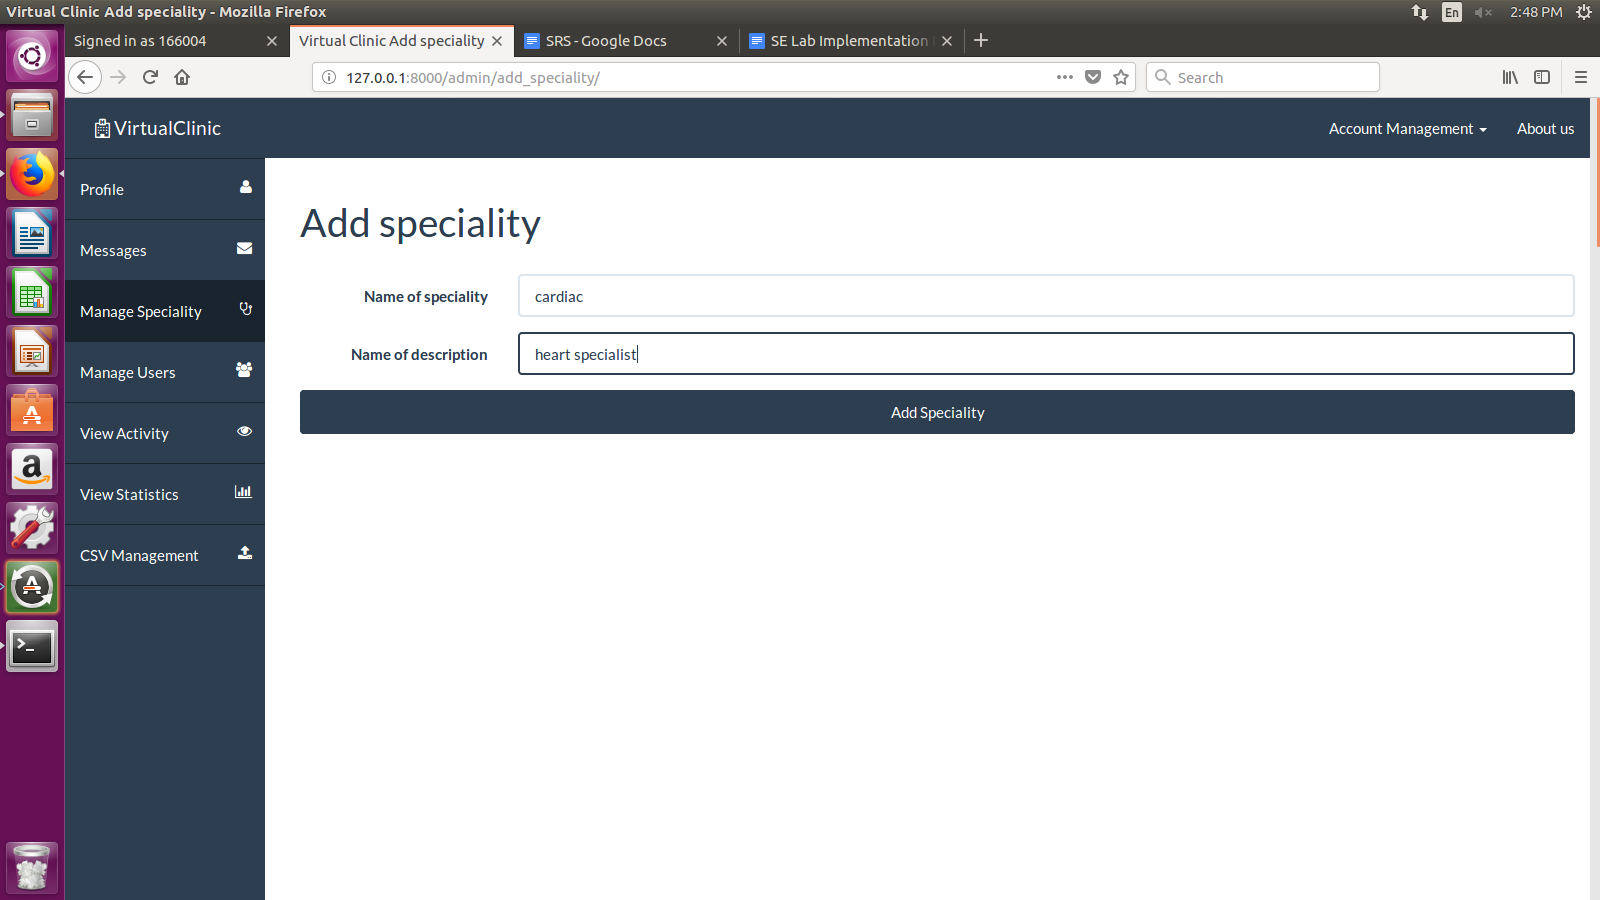 Virtual Clinic Add speciality - Mozilla Firefox
En
2:48 PM
Signed in as 166004
Virtual Clinic Add speciality
SRS - Google Docs
SE Lab Implementation
127.0.0.1:8000/admin/add_speciality/
Search
VirtualClinic
Account Management
About us
Profile
Messages
Manage Speciality
Manage Users
View Activity
View Statistics
CSV Management
Add speciality
Name of speciality
cardiac
Name of description
heart specialist
Add Speciality